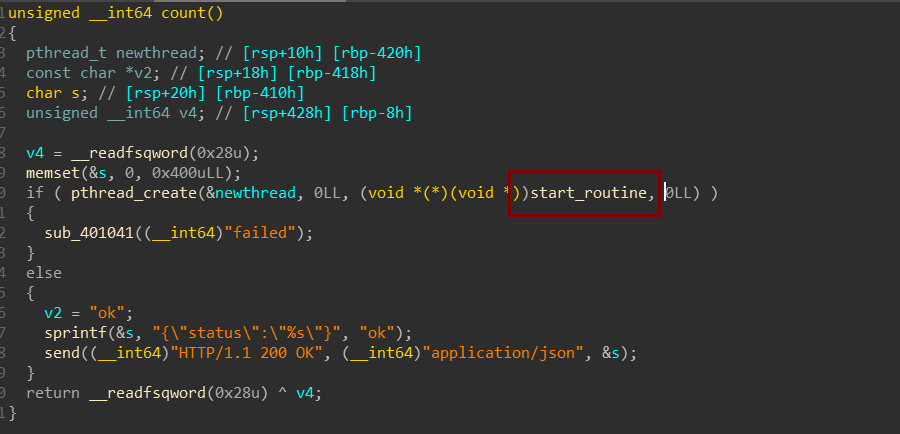 1unsigned __int64 count()
2{
3  pthread_t newthread; // [rsp+10h] [rbp-420h]
4  const char *v2; // [rsp+18h] [rbp-418h]
5  char s; // [rsp+20h] [rbp-410h]
6  unsigned __int64 v4; // [rsp+428h] [rbp-8h]
7
8  v4 = __readfsqword(0x28u);
9  memset(&s, 0, 0x400uLL);
0  if ( pthread_create(&newthread, 0LL, (void *(*)(void *))start_routine, 0LL) )
1  {
2    sub_401041((__int64)"failed");
3  }
4  else
5  {
6    v2 = "ok";
7    sprintf(&s, "{\"status\":\"%s\"}", "ok");
8    send((__int64)"HTTP/1.1 200 OK", (__int64)"application/json", &s);
9  }
0  return __readfsqword(0x28u) ^ v4;
1}